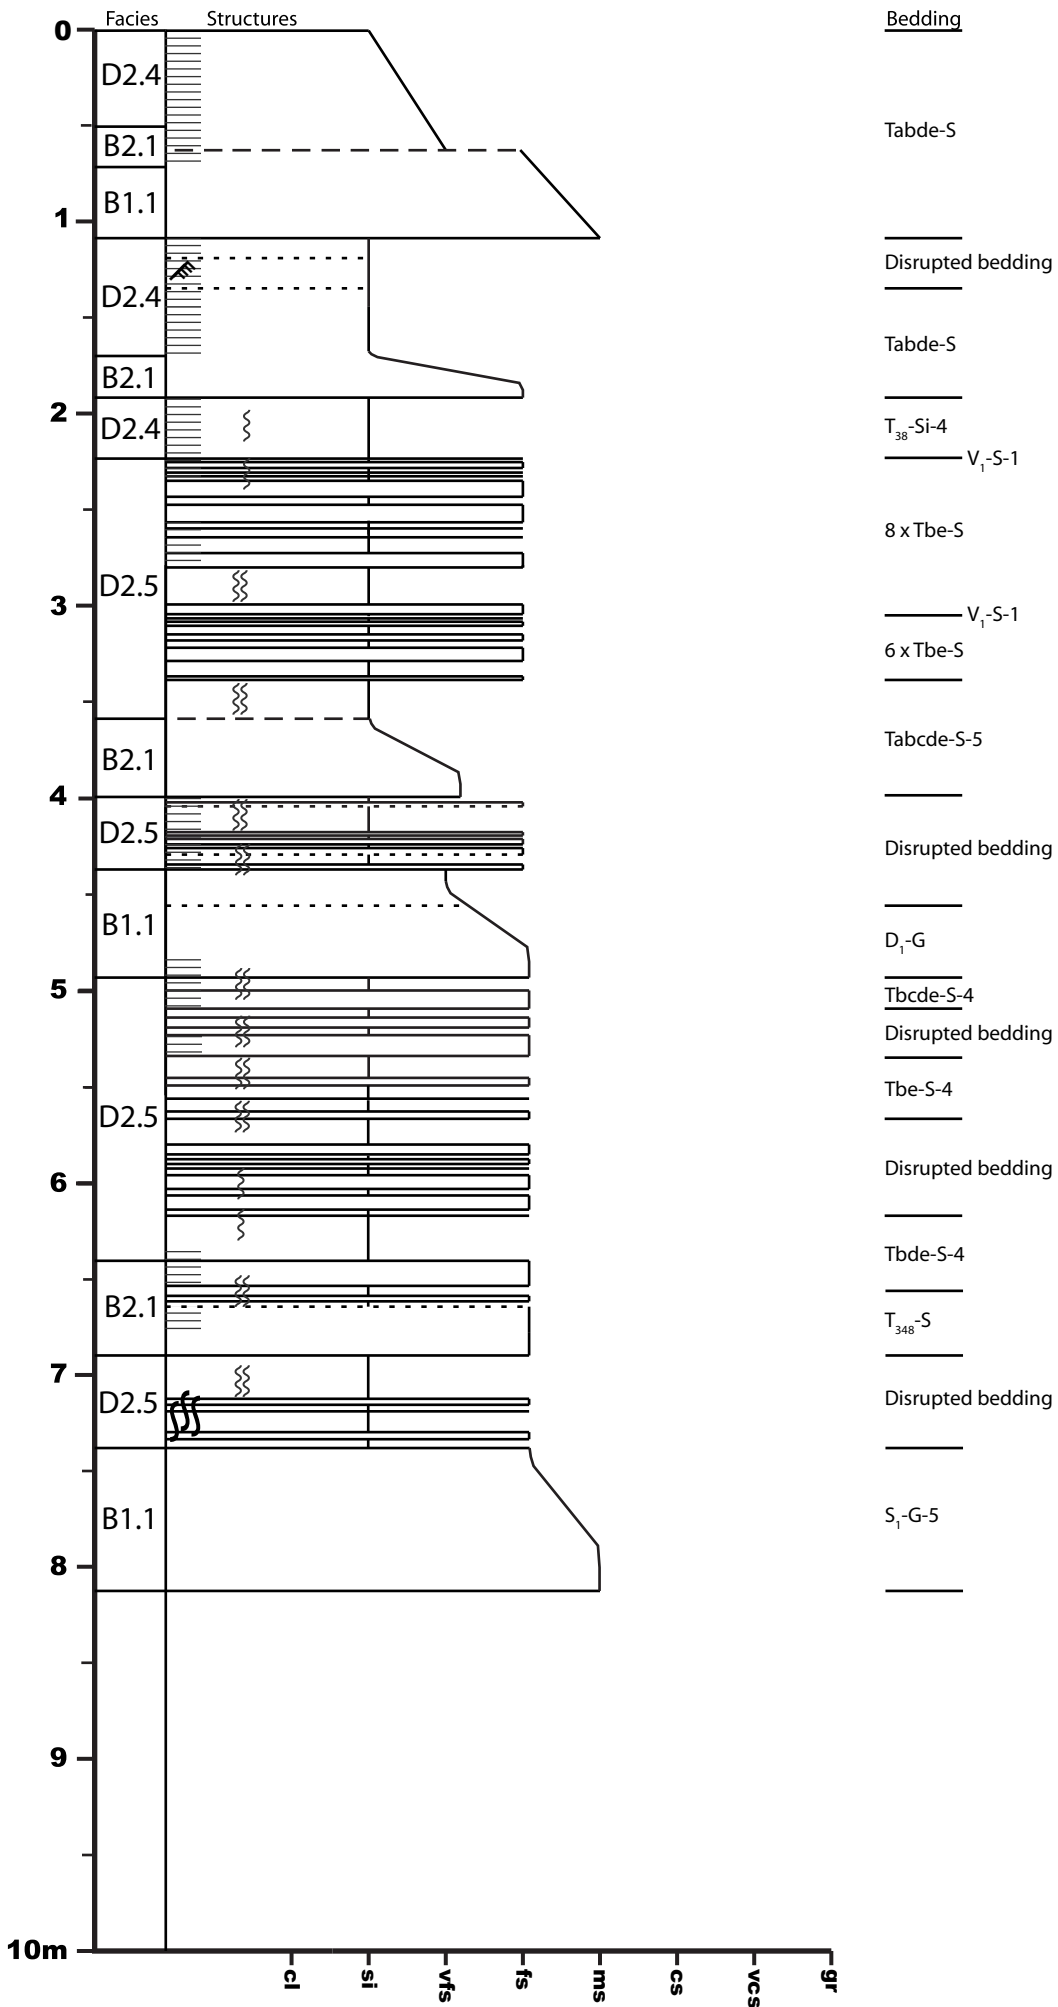 Facies Structures Bedding
0
D2.4
Tabde-S
B2.1
B1.1
1
Disrupted bedding
D2.4
Tabde-S
B2.1
2
D2.4
T38-Si-4
V1-S-1
8 x Tbe-S
D2.5
3
V1-S-1
6 x Tbe-S
Tabcde-S-5
B2.1
4
D2.5
Disrupted bedding
B1.1
D1-G
5
Tbcde-S-4
Disrupted bedding
Tbe-S-4
D2.5
Disrupted bedding
6
Tbde-S-4
B2.1
T348-S
7
D2.5
Disrupted bedding
B1.1
S1-G-5
8
9
10m
cl si vfs fs ms cs vcs gr